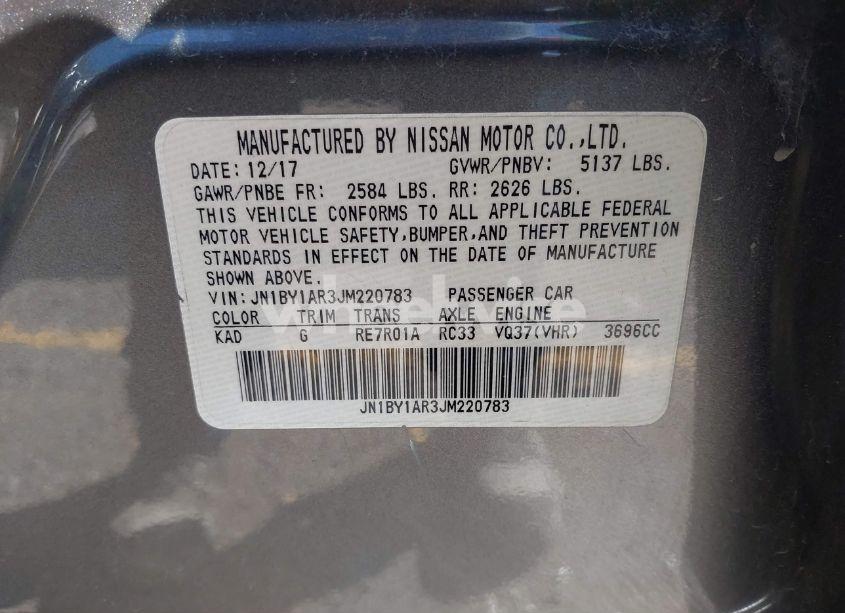 MANUFACTURED BY NISSAN MOTOR CO.,LTD.
DATE: 12/17 GVWR/PNBV: 5137 LBS.
GAWR/PNBE FR: 2584 LBS. RR: 2626 LBS.
THIS VEHICLE CONFORMS TO ALL APPLICABLE FEDERAL
MOTOR VEHICLE SAFETY,BUMPER,AND THEFT PREVENTION
STANDARDS IN EFFECT ON THE DATE OF MANUFACTURE
SHOWN ABOVE.
VIN: JN1BY1AR3JM220783 PASSENGER CAR
COLOR TRIM TRANS AXLE ENGINE
KAD G RE7R01A RC33 VQ37(VHR) 3696CC
JN1BY1AR3JM220783